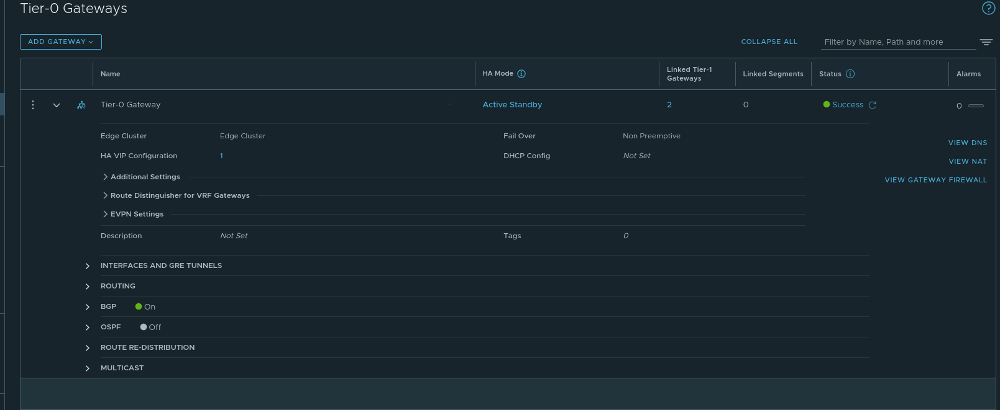 Tier-0 Gateways
?
ADD GATEWAY
COLLAPSE ALL
Filter by Name, Path and more
Name
HA Mode
Linked Tier-1 Gateways
Linked Segments
Status
Alarms
Tier-0 Gateway
Active Standby
2
0
Success
0
Edge Cluster
Edge Cluster
Fail Over
Non Preemptive
VIEW DNS
HA VIP Configuration
1
DHCP Config
Not Set
VIEW NAT
Additional Settings
VIEW GATEWAY FIREWALL
Route Distinguisher for VRF Gateways
EVPN Settings
Description
Not Set
Tags
0
INTERFACES AND GRE TUNNELS
ROUTING
BGP
On
OSPF
Off
ROUTE RE-DISTRIBUTION
MULTICAST